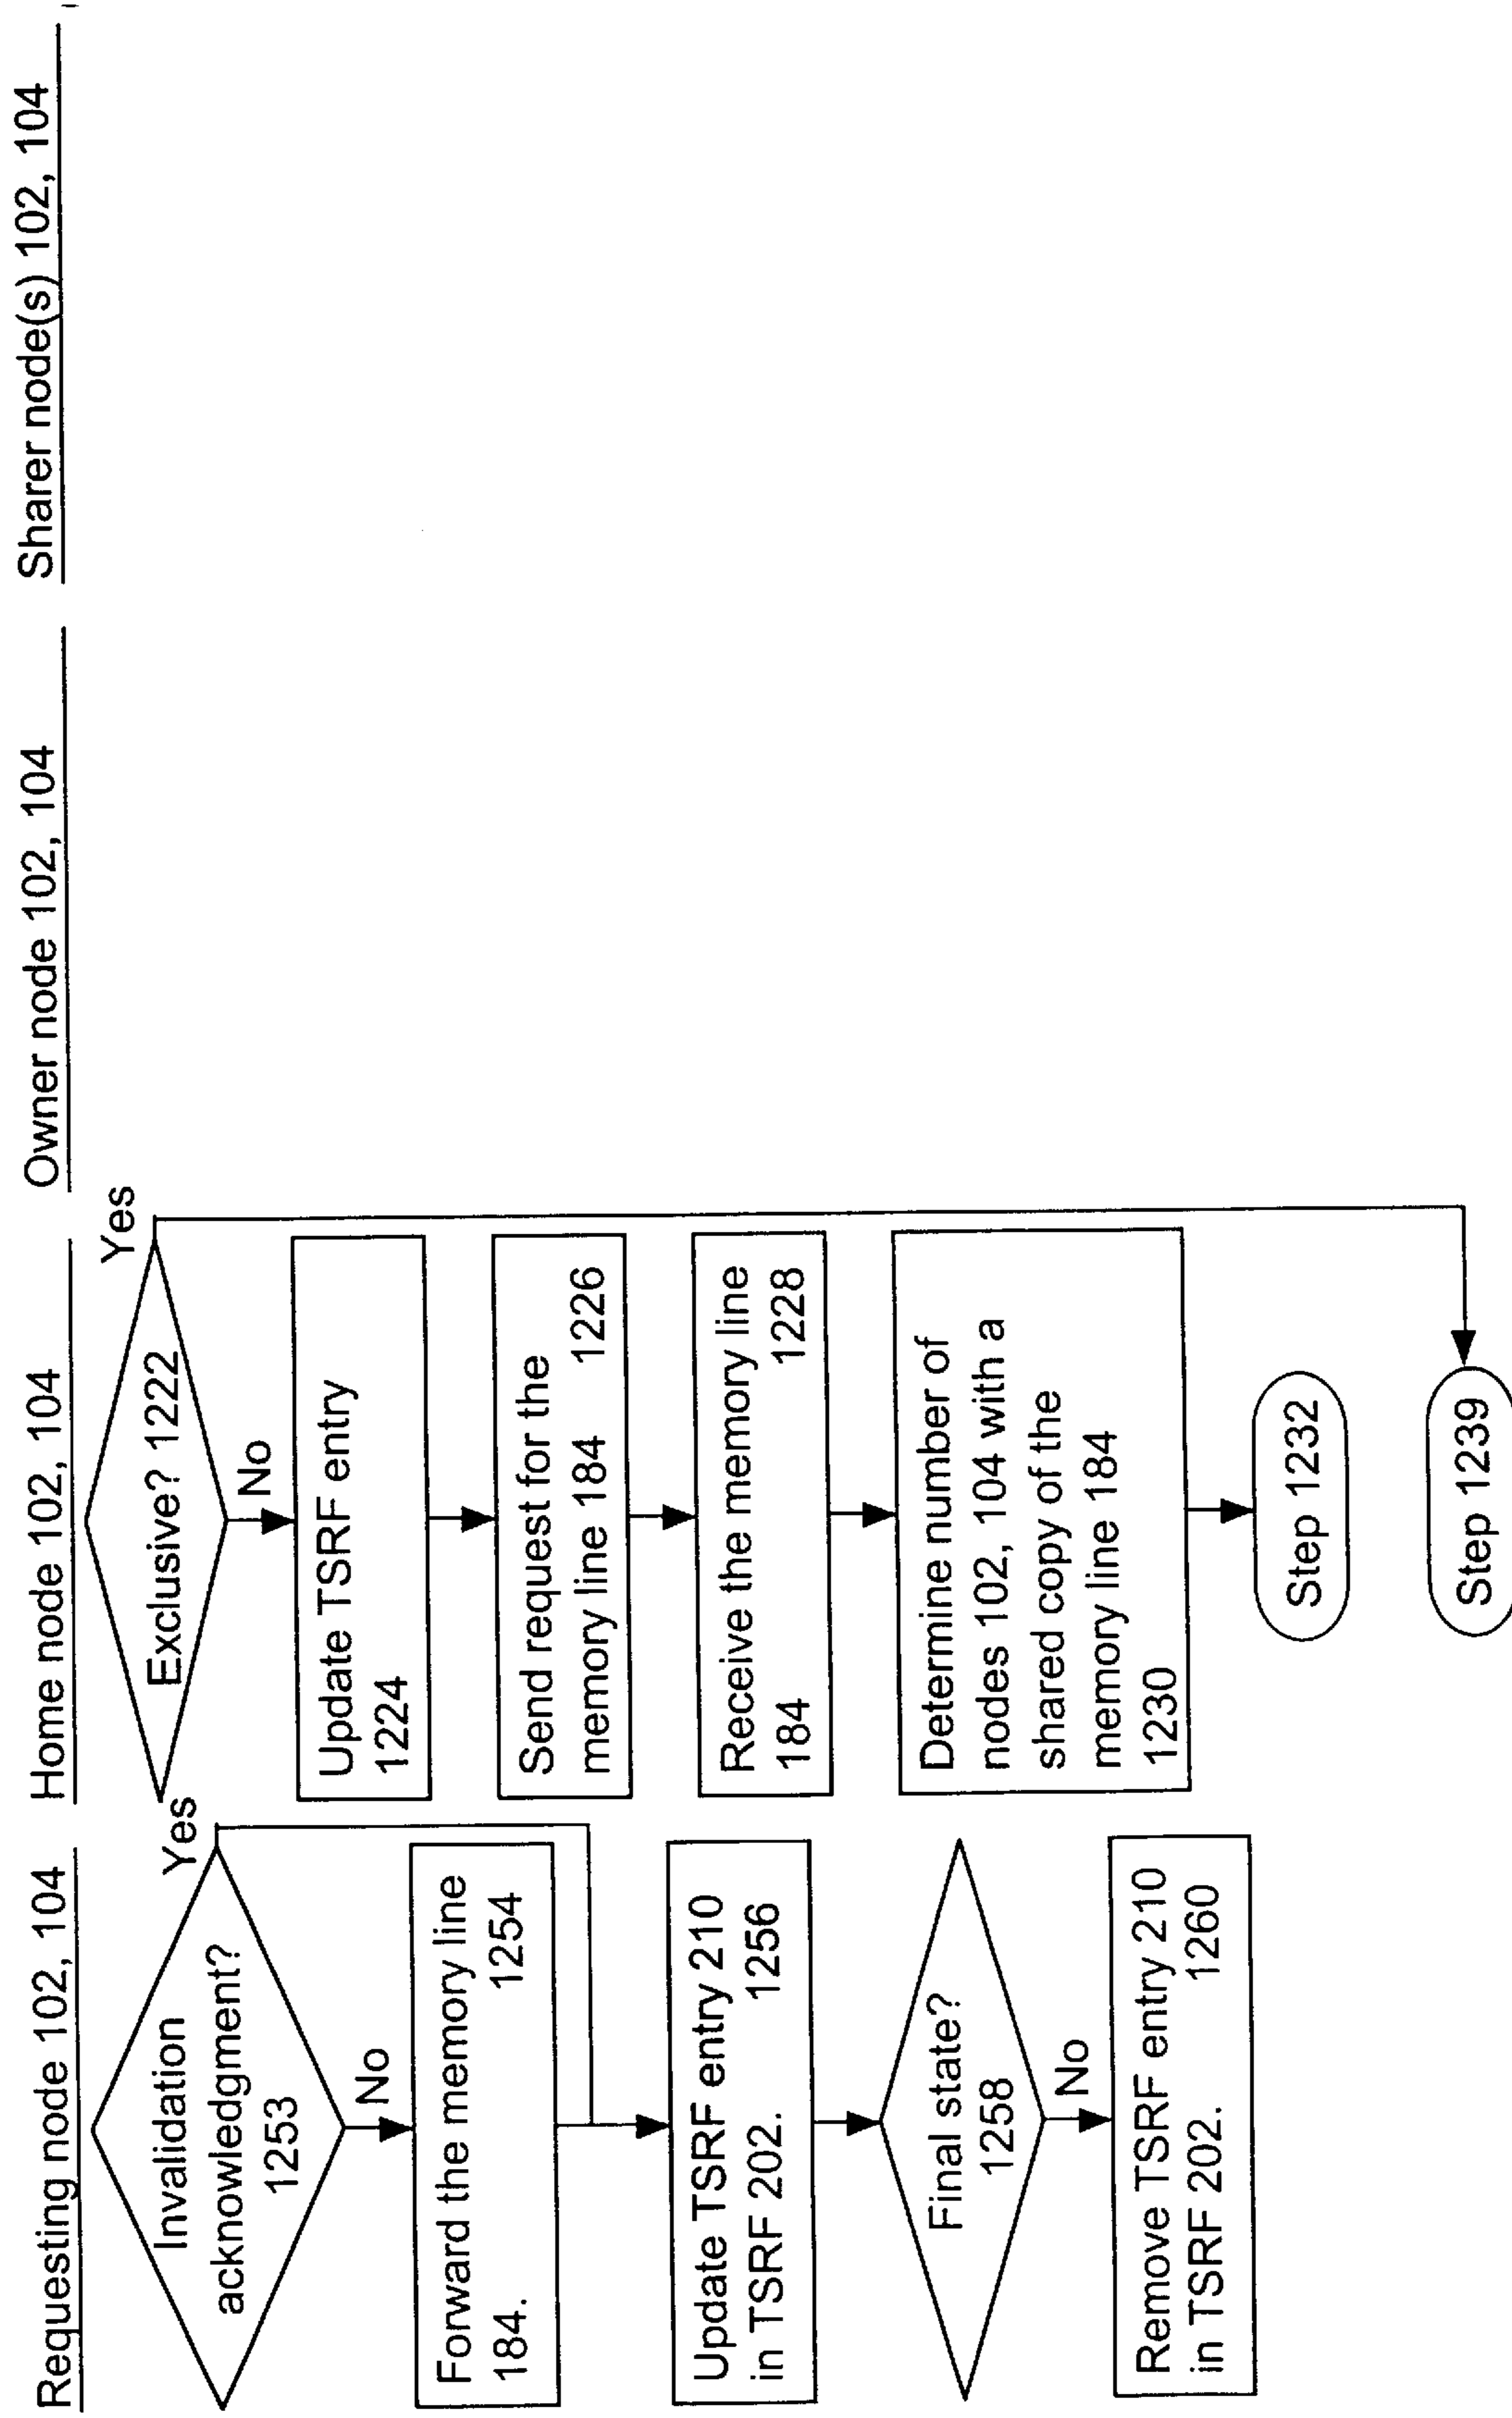 Requesting node 102, 104
Home node 102, 104
Owner node 102, 104
Sharer node(s) 102, 104
Invalidation
acknowledgment?
1253
Yes
No
Forward the memory line
184. 1254
Update TSRF entry 210
in TSRF 202. 1256
Final state?
1258
No
Remove TSRF entry 210
in TSRF 202. 1260
Exclusive? 1222
Yes
No
Update TSRF entry
1224
Send request for the
memory line 184 1226
Receive the memory line
184 1228
Determine number of
nodes 102, 104 with a
shared copy of the
memory line 184
1230
Step 1232
Step 1239